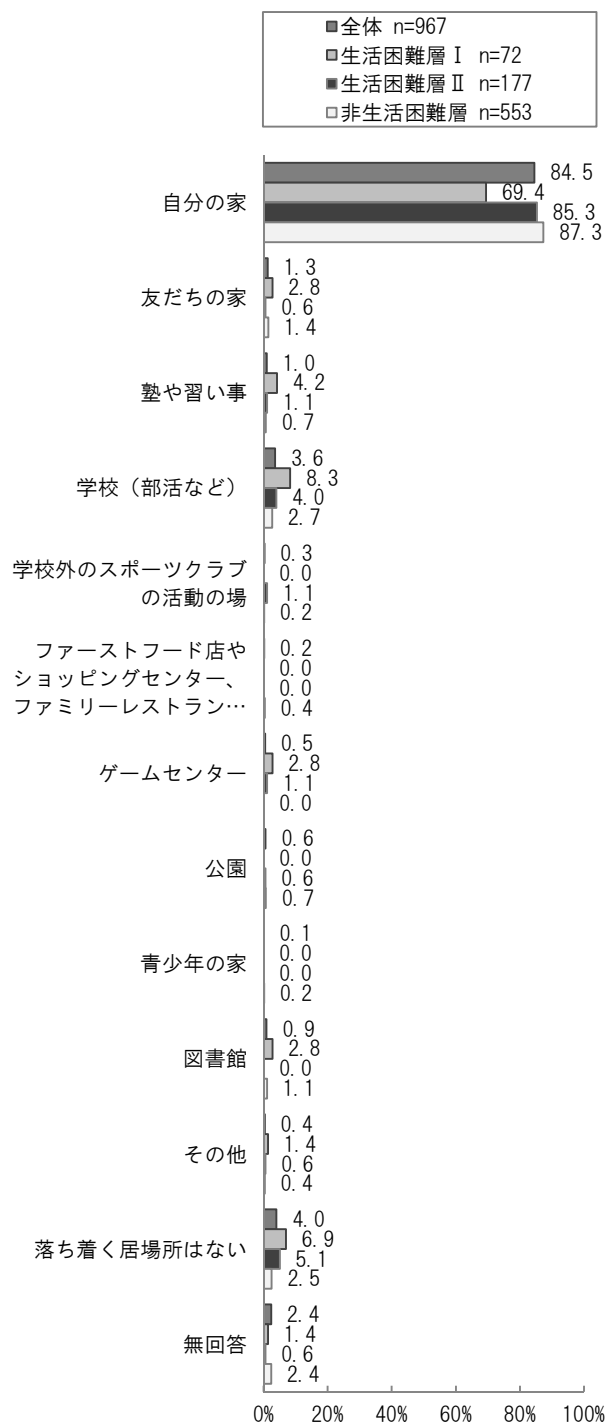 全体 n=967
生活困難層Ⅰ n=72
生活困難層Ⅱ n=177
非生活困難層 n=553
自分の家
84.5
69.4
85.3
87.3
友だちの家
1.3
2.8
0.6
1.4
塾や習い事
1.0
4.2
1.1
0.7
学校（部活など）
3.6
8.3
4.0
2.7
学校外のスポーツクラブ
の活動の場
0.3
0.0
1.1
0.2
ファーストフード店や
ショッピングセンター、
ファミリーレストラン…
0.2
0.0
0.0
0.4
ゲームセンター
0.5
2.8
1.1
0.0
公園
0.6
0.0
0.6
0.7
青少年の家
0.1
0.0
0.0
0.2
図書館
0.9
2.8
0.0
1.1
その他
0.4
1.4
0.6
0.4
落ち着く居場所はない
4.0
6.9
5.1
2.5
無回答
2.4
1.4
0.6
2.4
0% 20% 40% 60% 80% 100%